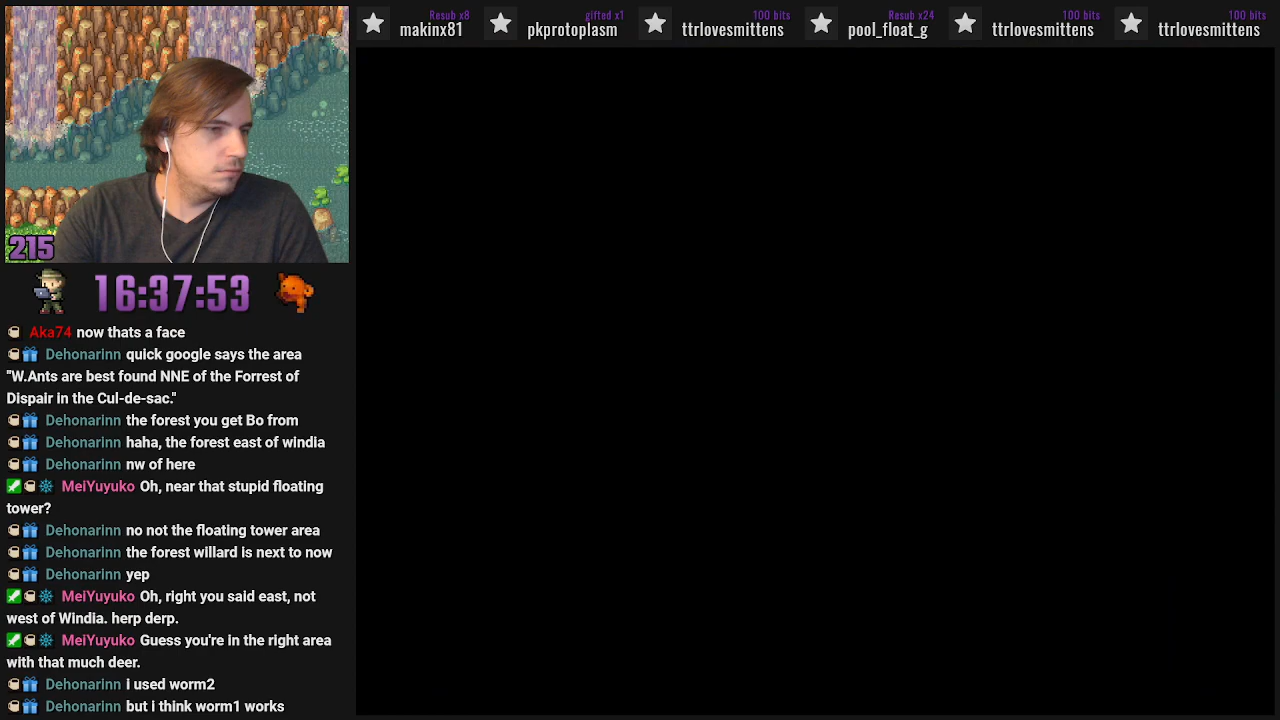 Resub x8
makinx81
gifted x1
pkprotoplasm
100 bits
ttrlovesmittens
Resub x24
pool_float_g
100 bits
ttrlovesmittens
100 bits
ttrlovesmittens
215
16:37:53
Aka74 now thats a face
Dehonarinn quick google says the area
"W.Ants are best found NNE of the Forrest of
Dispair in the Cul-de-sac."
Dehonarinn the forest you get Bo from
Dehonarinn haha, the forest east of windia
Dehonarinn nw of here
MeiYuyuko Oh, near that stupid floating
tower?
Dehonarinn no not the floating tower area
Dehonarinn the forest willard is next to now
Dehonarinn yep
MeiYuyuko Oh, right you said east, not
west of Windia. herp derp.
MeiYuyuko Guess you're in the right area
with that much deer.
Dehonarinn i used worm2
Dehonarinn but i think worm1 works